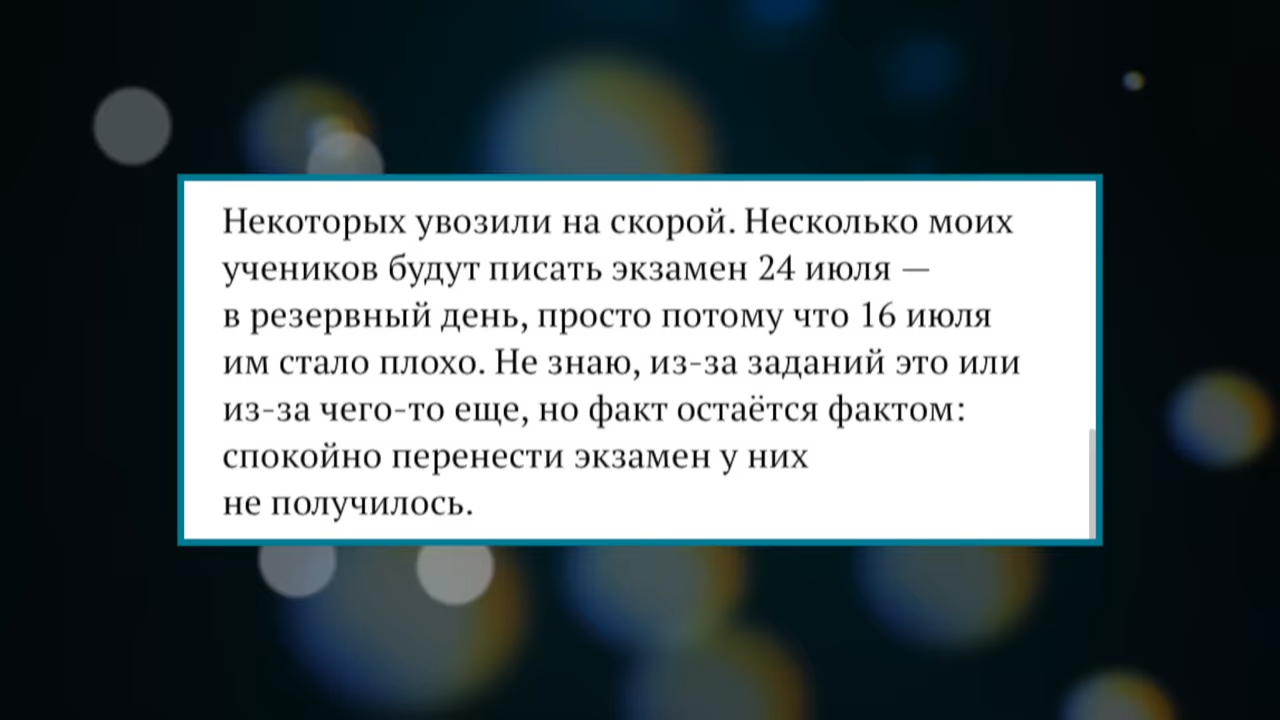 Некоторых увозили на скорой. Несколько моих
учеников будут писать экзамен 24 июля —
в резервный день, просто потому что 16 июля
им стало плохо. Не знаю, из-за заданий это или
из-за чего-то еще, но факт остаётся фактом:
спокойно перенести экзамен у них
не получилось.